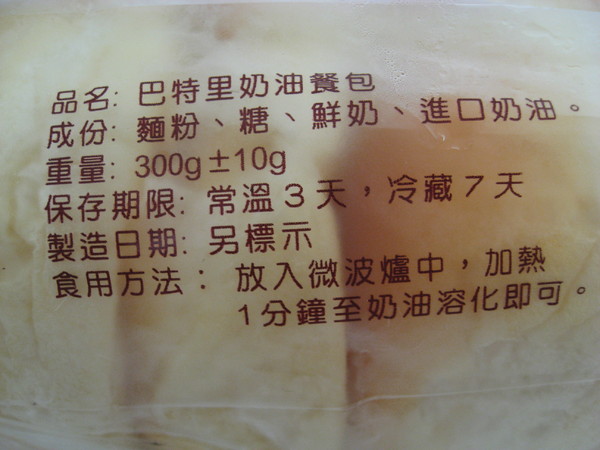 品名: 巴特里奶油餐包
成份: 麵粉、糖、鮮奶、進口奶油。
重量: 300g±10g
保存期限: 常溫3天，冷藏7天
製造日期: 另標示
食用方法： 放入微波爐中，加熱
1分鐘至奶油溶化即可。